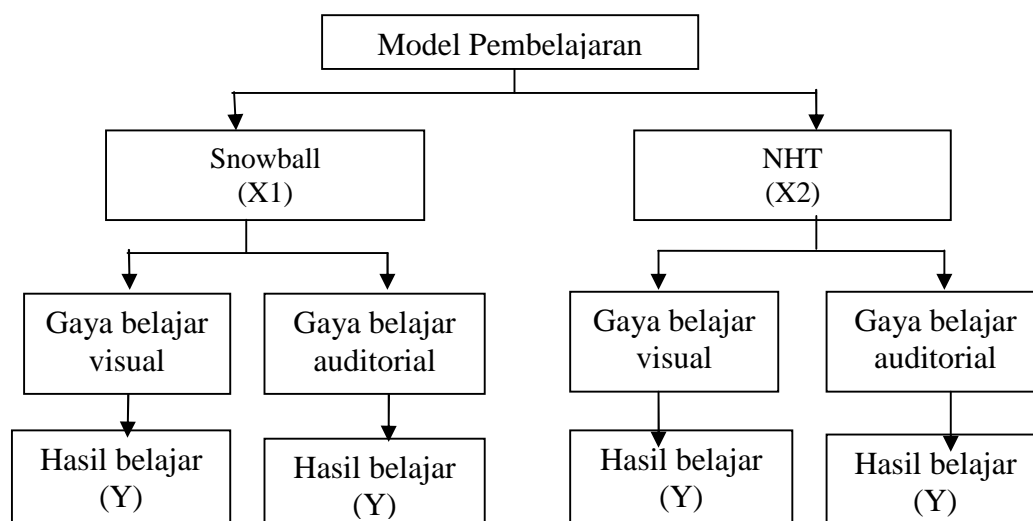 Model Pembelajaran
Snowball
(X1)
NHT
(X2)
Gaya belajar
visual
Gaya belajar
auditorial
Gaya belajar
visual
Gaya belajar
auditorial
Hasil belajar
(Y)
Hasil belajar
(Y)
Hasil belajar
(Y)
Hasil belajar
(Y)